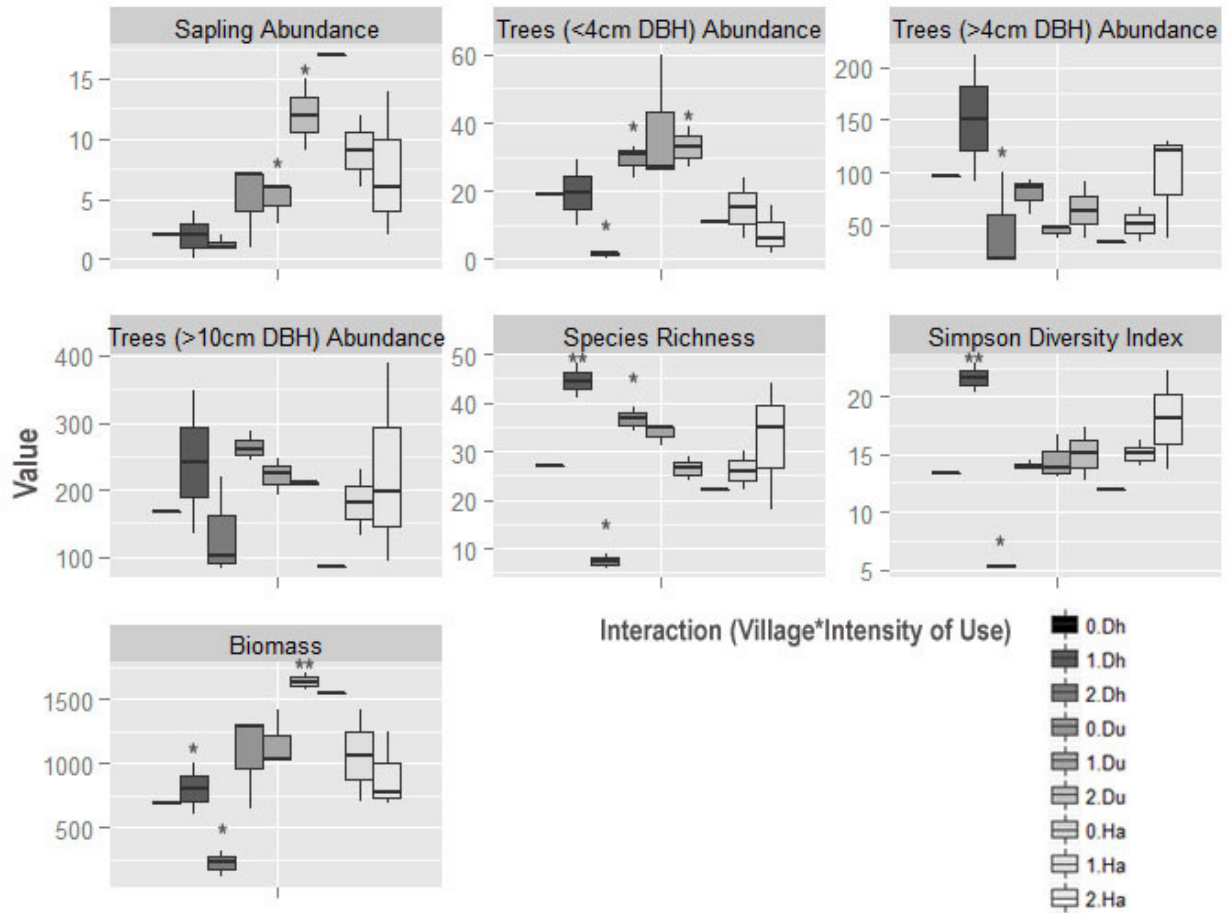 Sapling Abundance
15
10
5
0
*
*
Trees (<4cm DBH) Abundance
60
40
20
0
*
*
*
Trees (>4cm DBH) Abundance
200
150
100
50
*
Trees (>10cm DBH) Abundance
400
300
200
100
Species Richness
50
40
30
20
10
**
*
*
Simpson Diversity Index
20
15
10
5
**
*
Value
Biomass
1500
1000
500
*
*
**
Interaction (Village*Intensity of Use)
0.Dh
1.Dh
2.Dh
0.Du
1.Du
2.Du
0.Ha
1.Ha
2.Ha